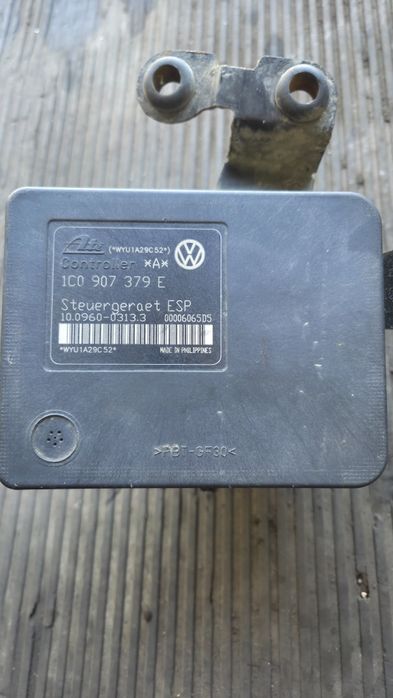 Ate (*WYU1A29C52*)
Controller *A*
1C0 907 379 E
Steuergeraet ESP
10.0960-0313.3 00006065D5
*WYU1A29C52* MADE IN PHILIPPINES
>PBT-GF30<